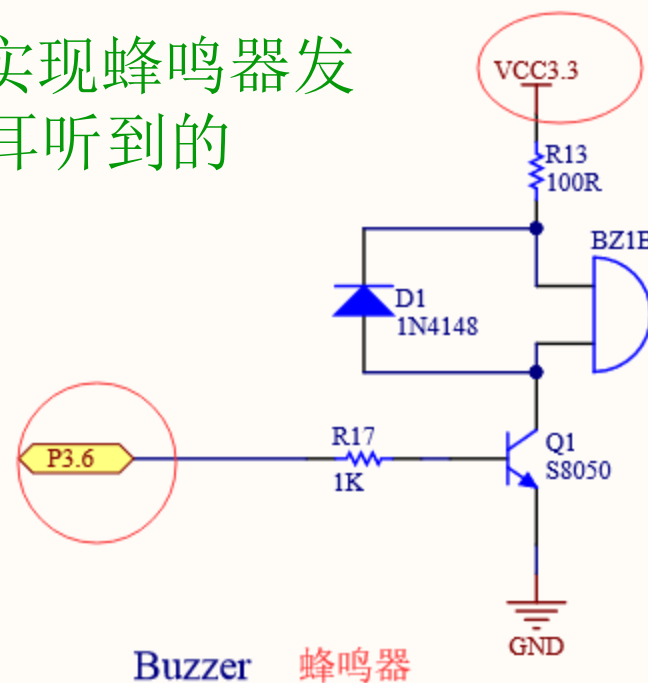 实现蜂鸣器发
耳听到的
VCC3.3
R13
100R
BZ1
D1
1N4148
P3.6
R17
1K
Q1
S8050
GND
Buzzer 蜂鸣器